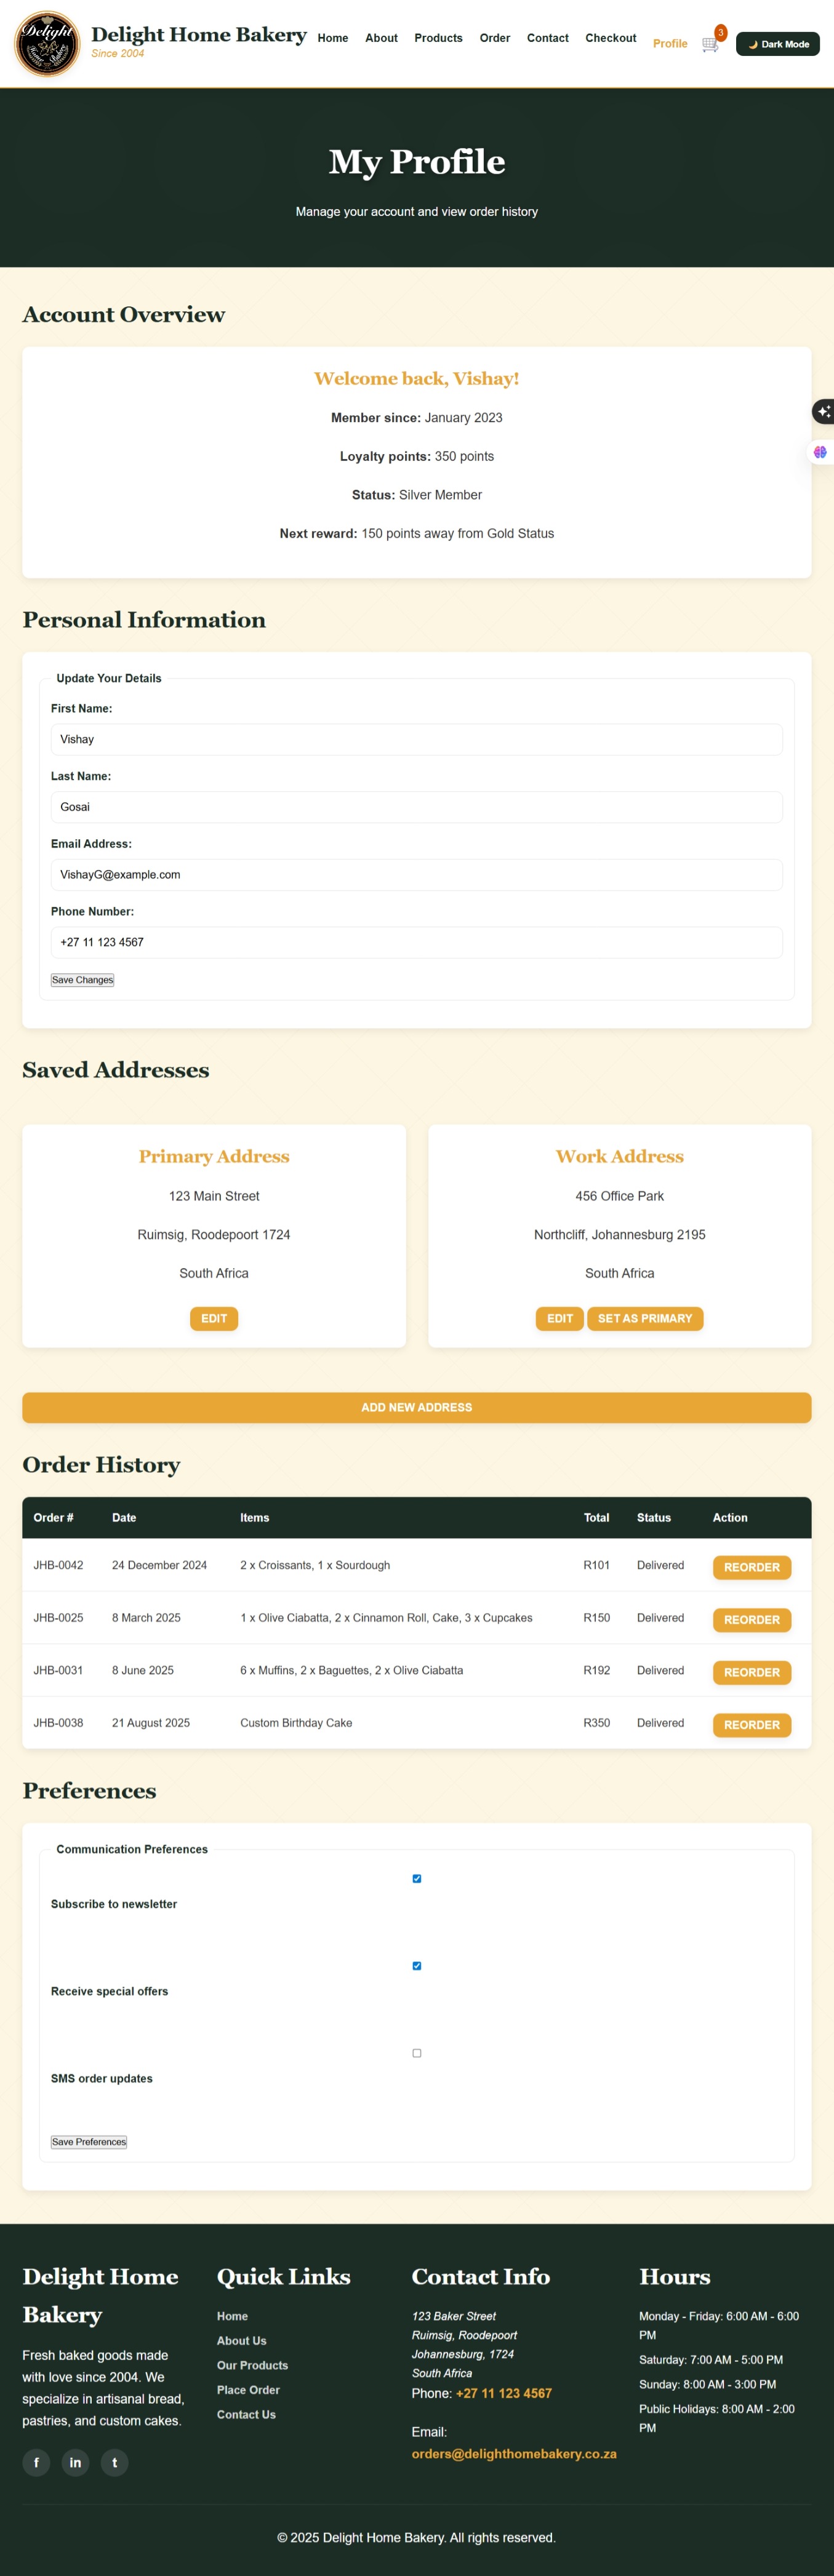 Delight
Delight Home Bakery
Since 2004
Home About Products Order Contact Checkout Profile 3 Dark Mode
My Profile
Manage your account and view order history
Account Overview
Welcome back, Vishay!
Member since: January 2023
Loyalty points: 350 points
Status: Silver Member
Next reward: 150 points away from Gold Status
Personal Information
Update Your Details
First Name:
Vishay
Last Name:
Gosai
Email Address:
VishayG@example.com
Phone Number:
+27 11 123 4567
Save Changes
Saved Addresses
Primary Address
123 Main Street
Ruimsig, Roodepoort 1724
South Africa
EDIT
Work Address
456 Office Park
Northcliff, Johannesburg 2195
South Africa
EDIT SET AS PRIMARY
ADD NEW ADDRESS
Order History
Order # Date Items Total Status Action
JHB-0042 24 December 2024 2 x Croissants, 1 x Sourdough R101 Delivered REORDER
JHB-0025 8 March 2025 1 x Olive Ciabatta, 2 x Cinnamon Roll, Cake, 3 x Cupcakes R150 Delivered REORDER
JHB-0031 8 June 2025 6 x Muffins, 2 x Baguettes, 2 x Olive Ciabatta R192 Delivered REORDER
JHB-0038 21 August 2025 Custom Birthday Cake R350 Delivered REORDER
Preferences
Communication Preferences
Subscribe to newsletter
Receive special offers
SMS order updates
Save Preferences
Delight Home
Bakery
Fresh baked goods made
with love since 2004. We
specialize in artisanal bread,
pastries, and custom cakes.
f in t
Quick Links
Home
About Us
Our Products
Place Order
Contact Us
Contact Info
123 Baker Street
Ruimsig, Roodepoort
Johannesburg, 1724
South Africa
Phone: +27 11 123 4567
Email:
orders@delighthomebakery.co.za
Hours
Monday - Friday: 6:00 AM - 6:00
PM
Saturday: 7:00 AM - 5:00 PM
Sunday: 8:00 AM - 3:00 PM
Public Holidays: 8:00 AM - 2:00
PM
© 2025 Delight Home Bakery. All rights reserved.